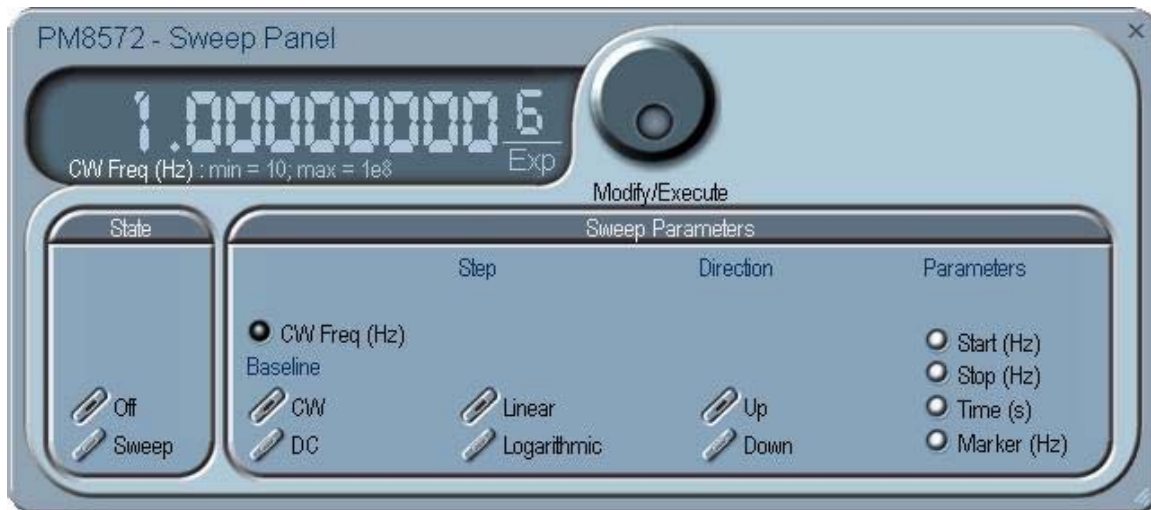 PM8572 - Sweep Panel
1.00000000 6
Exp
CW Freq (Hz) : min = 10; max = 1e8
Modify/Execute
State
Sweep Parameters
Step
Direction
Parameters
CW Freq (Hz)
Start (Hz)
Baseline
Stop (Hz)
Off
CW
Linear
Up
Time (s)
Sweep
DC
Logarithmic
Down
Marker (Hz)